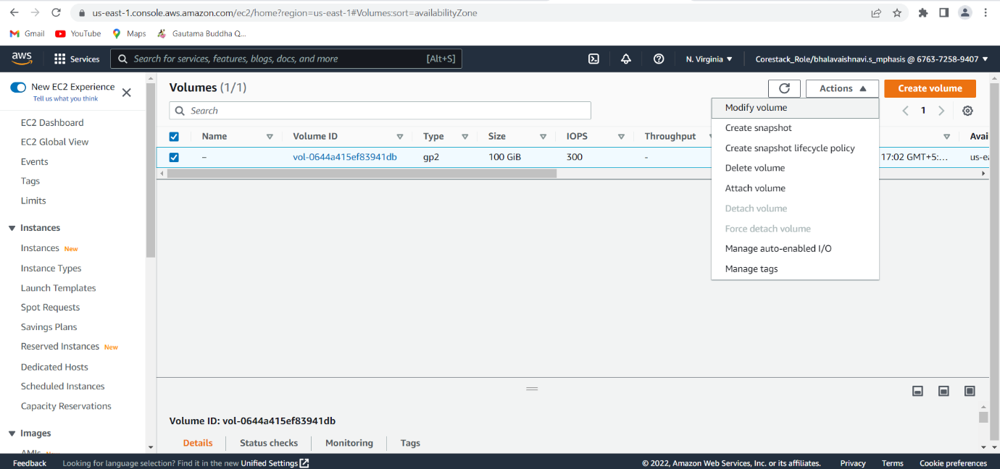 us-east-1.console.aws.amazon.com/ec2/home?region=us-east-1#Volumes:sort=availabilityZone
Gmail YouTube Maps Gautama Buddha Q...
aws Services Search for services, features, blogs, docs, and more [Alt+S] N. Virginia Corestack_Role/bhalavaishnavi.s_mphasis @ 6763-7258-9407
New EC2 Experience
Tell us what you think
EC2 Dashboard
EC2 Global View
Events
Tags
Limits
Instances
Instances New
Instance Types
Launch Templates
Spot Requests
Savings Plans
Reserved Instances New
Dedicated Hosts
Scheduled Instances
Capacity Reservations
Images
AMIs New
Volumes (1/1)
Actions
Create volume
Search
1
Name Volume ID Type Size IOPS Throughput Avai
– vol-0644a415ef83941db gp2 100 GiB 300 - 17:02 GMT+5:... us-ea
Modify volume
Create snapshot
Create snapshot lifecycle policy
Delete volume
Attach volume
Detach volume
Force detach volume
Manage auto-enabled I/O
Manage tags
Volume ID: vol-0644a415ef83941db
Details Status checks Monitoring Tags
Feedback Looking for language selection? Find it in the new Unified Settings © 2022, Amazon Web Services, Inc. or its affiliates. Privacy Terms Cookie preferences